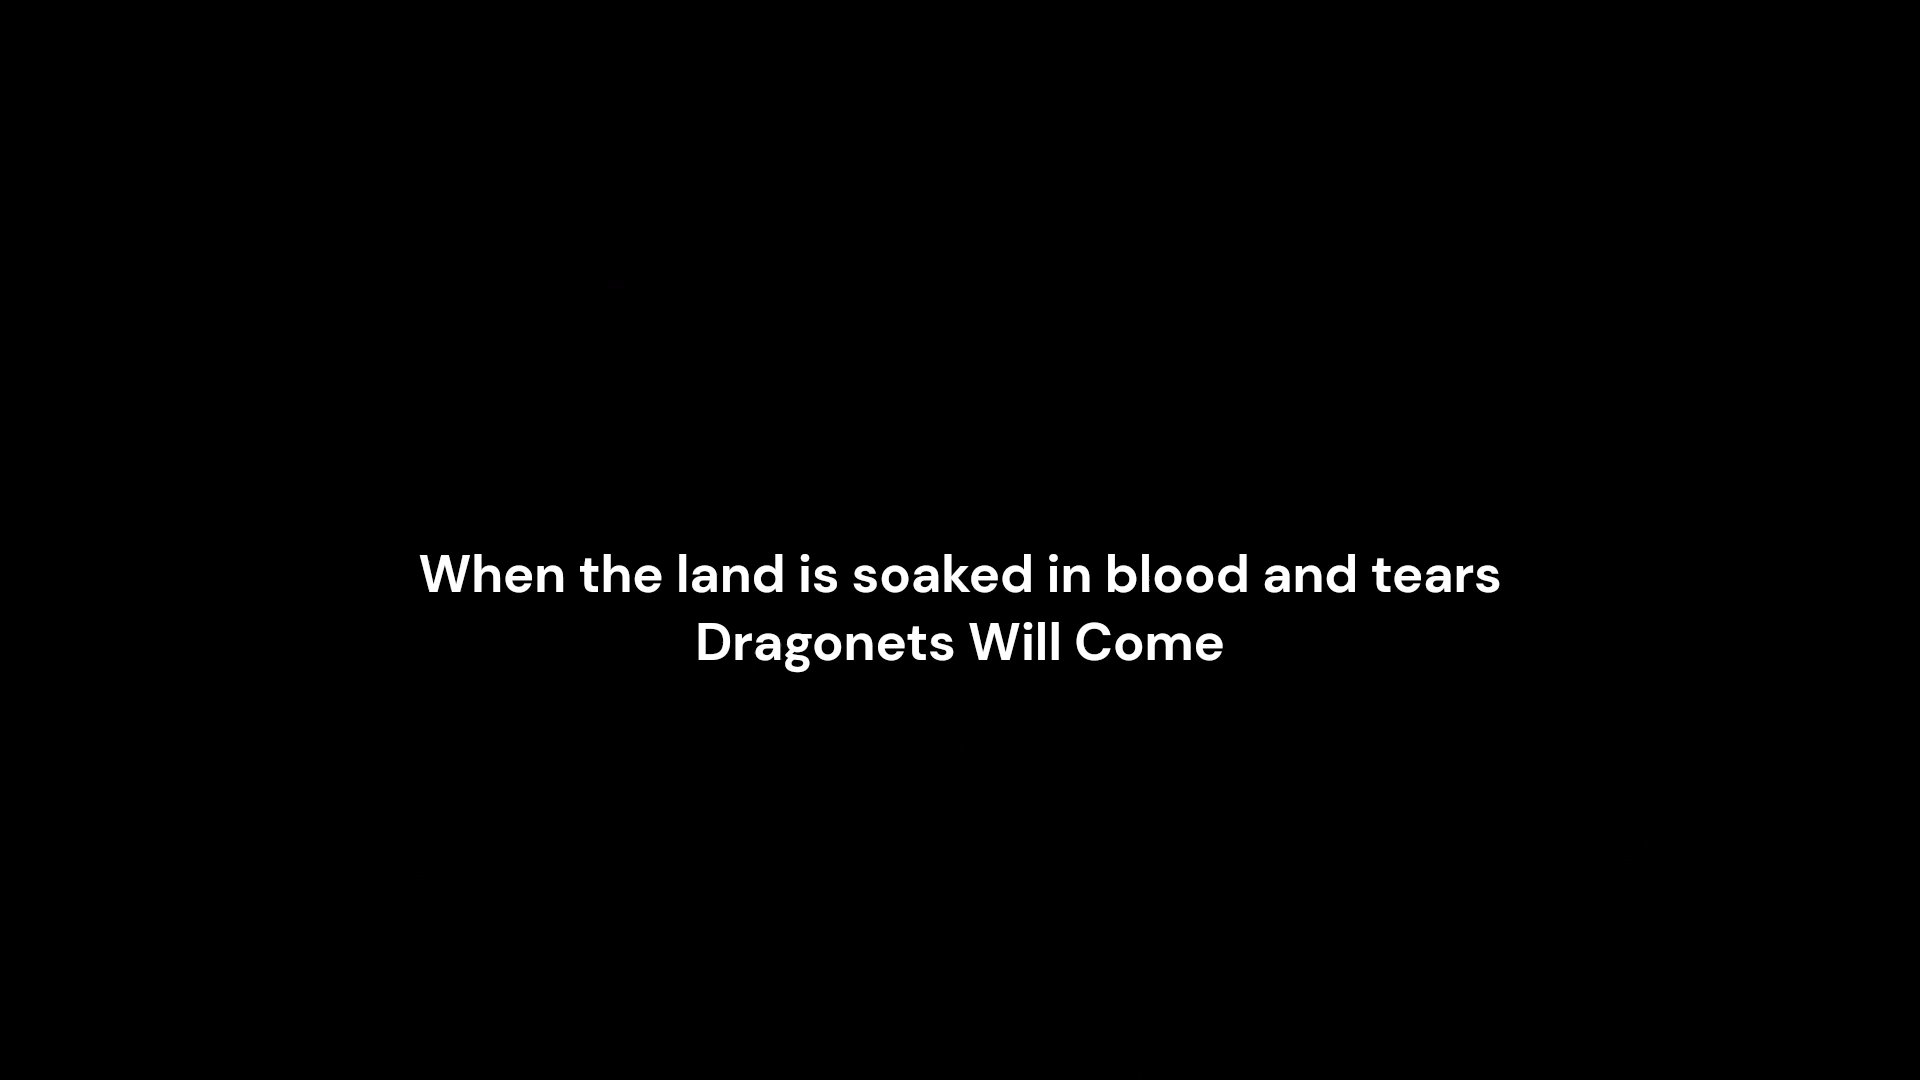 When the land is soaked in blood and tears
Dragonets Will Come